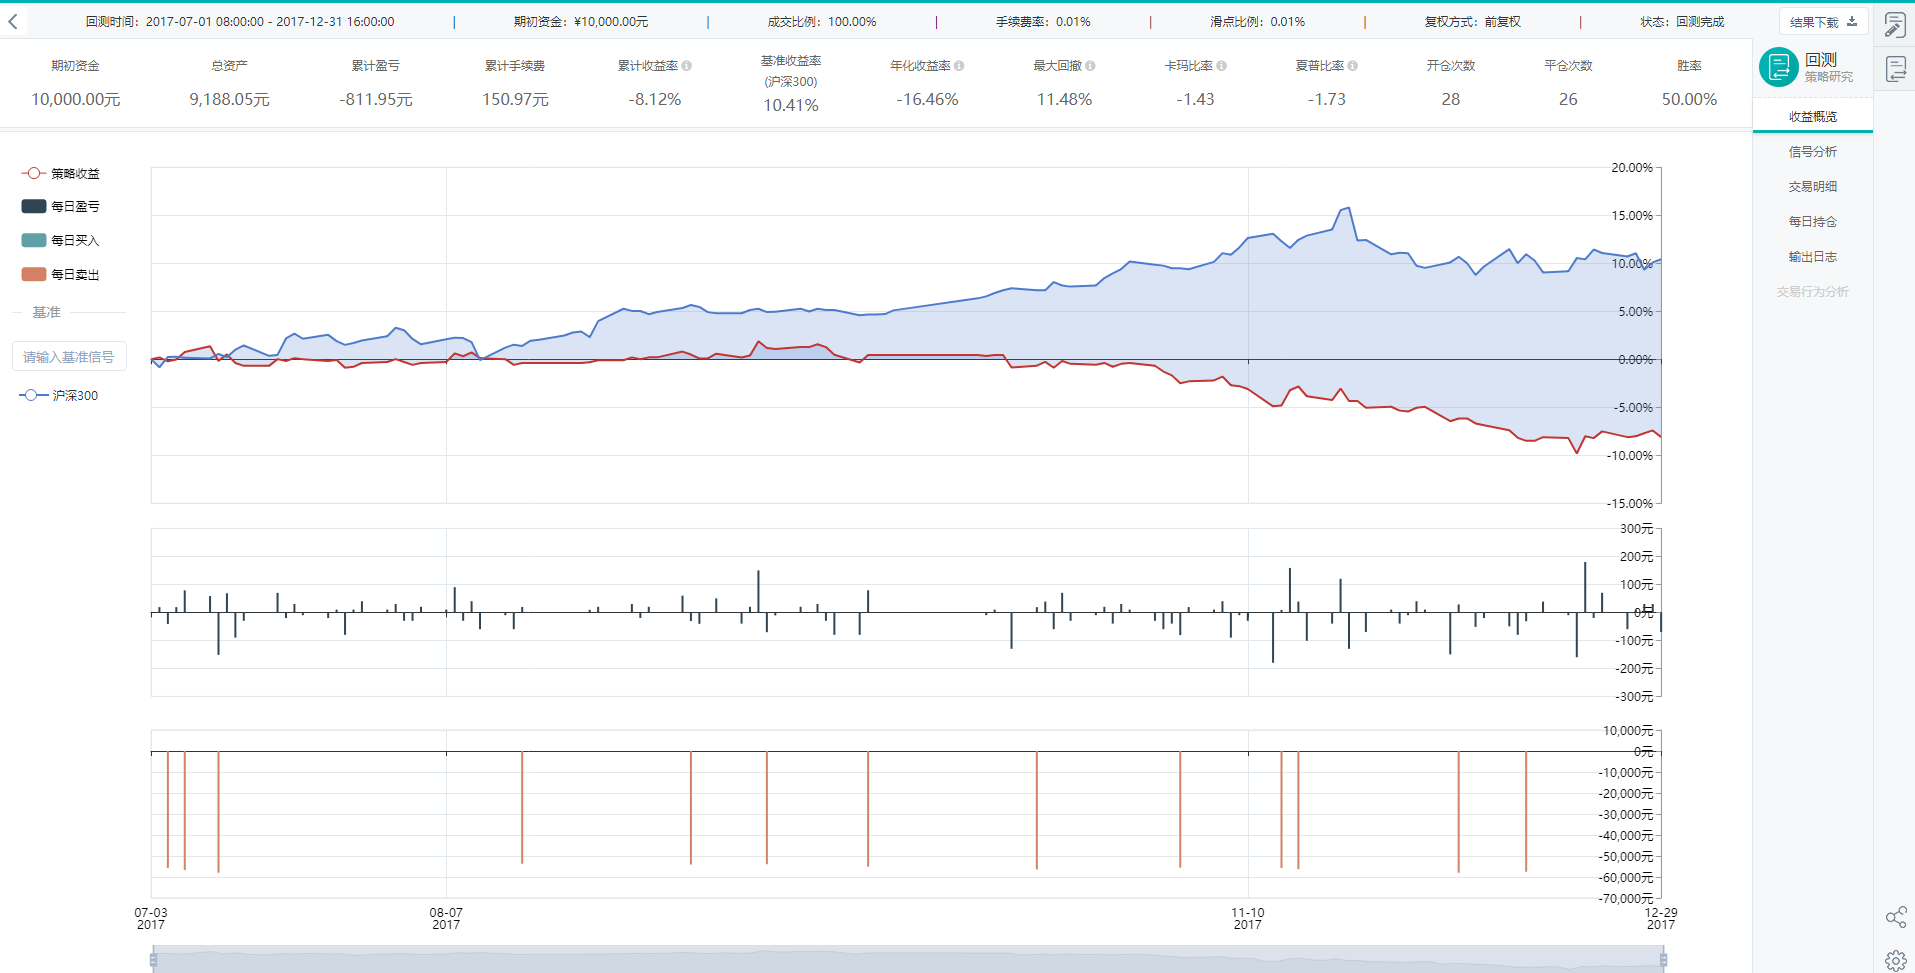 回测时间：2017-07-01 08:00:00 - 2017-12-31 16:00:00 | 期初资金：¥10,000.00元 | 成交比例：100.00% | 手续费率：0.01% | 滑点比例：0.01% | 复权方式：前复权 | 状态：回测完成
结果下载
期初资金 总资产 累计盈亏 累计手续费 累计收益率 基准收益率 年化收益率 最大回撤 卡玛比率 夏普比率 开仓次数 平仓次数 胜率
(沪深300)
10,000.00元 9,188.05元 -811.95元 150.97元 -8.12% 10.41% -16.46% 11.48% -1.43 -1.73 28 26 50.00%
回测
策略研究
收益概览
信号分析
交易明细
每日持仓
输出日志
交易行为分析
策略收益
每日盈亏
每日买入
每日卖出
基准
请输入基准信号
沪深300
20.00%
15.00%
10.00%
5.00%
0.00%
-5.00%
-10.00%
-15.00%
300元
200元
100元
0元
-100元
-200元
-300元
10,000元
0元
-10,000元
-20,000元
-30,000元
-40,000元
-50,000元
-60,000元
-70,000元
07-03 08-07 11-10 12-29
2017 2017 2017 2017